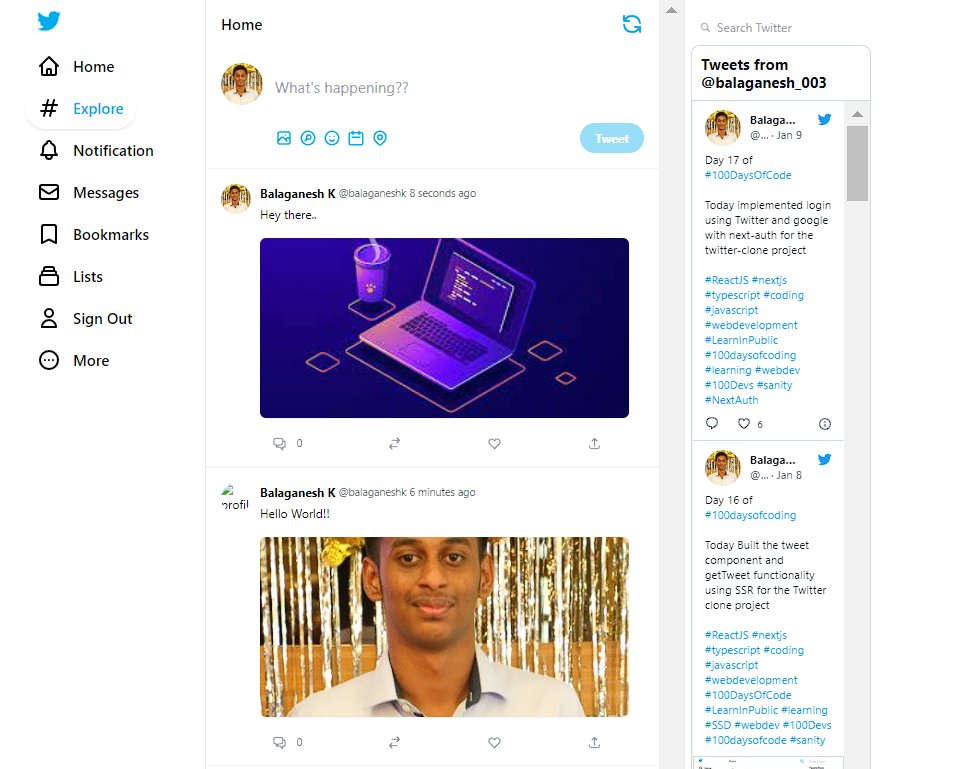 Home
Explore
Notification
Messages
Bookmarks
Lists
Sign Out
More
Home
What's happening??
Tweet
Balaganesh K @balaganeshk 8 seconds ago
Hey there..
0
Balaganesh K @balaganeshk 6 minutes ago
profil
Hello World!!
0
Search Twitter
Tweets from
@balaganesh_003
Balaga...
@... · Jan 9
Day 17 of
#100DaysOfCode
Today implemented login
using Twitter and google
with next-auth for the
twitter-clone project
#ReactJS #nextjs
#typescript #coding
#javascript
#webdevelopment
#LearnInPublic
#100daysofcoding
#learning #webdev
#100Devs #sanity
#NextAuth
6
Balaga...
@... · Jan 8
Day 16 of
#100daysofcoding
Today Built the tweet
component and
getTweet functionality
using SSR for the Twitter
clone project
#ReactJS #nextjs
#typescript #coding
#javascript
#webdevelopment
#100DaysOfCode
#LearnInPublic #learning
#SSD #webdev #100Devs
#100daysofcode #sanity